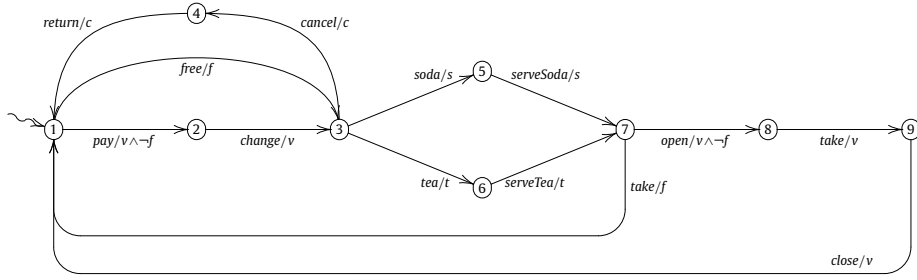 4
return/c
cancel/c
free/f
soda/s
5
serveSoda/s
1
2
3
7
8
9
pay/v∧¬f
change/v
open/v∧¬f
take/v
tea/t
6
serveTea/t
take/f
close/v